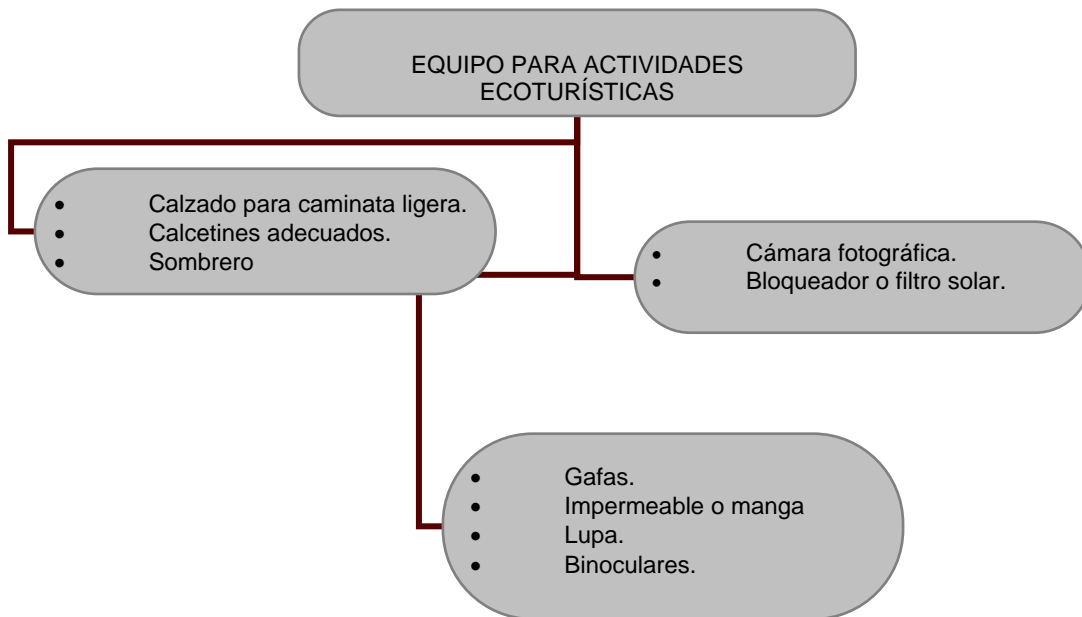 EQUIPO PARA ACTIVIDADES
ECOTURÍSTICAS
• Calzado para caminata ligera.
• Calcetines adecuados.
• Sombrero
• Cámara fotográfica.
• Bloqueador o filtro solar.
• Gafas.
• Impermeable o manga
• Lupa.
• Binoculares.